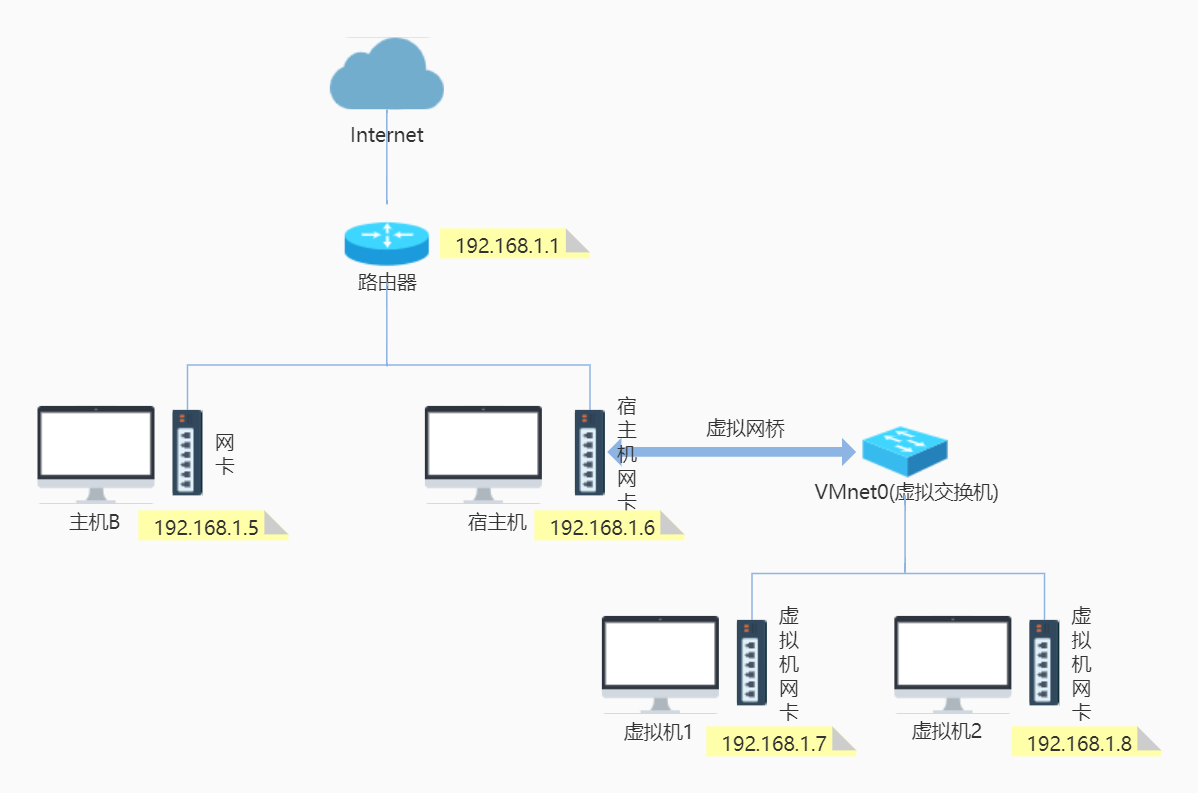 Internet
192.168.1.1
路由器
网卡
宿主机网卡
虚拟网桥
VMnet0(虚拟交换机)
主机B
192.168.1.5
宿主机
192.168.1.6
虚拟机网卡
虚拟机网卡
虚拟机1
192.168.1.7
虚拟机2
192.168.1.8